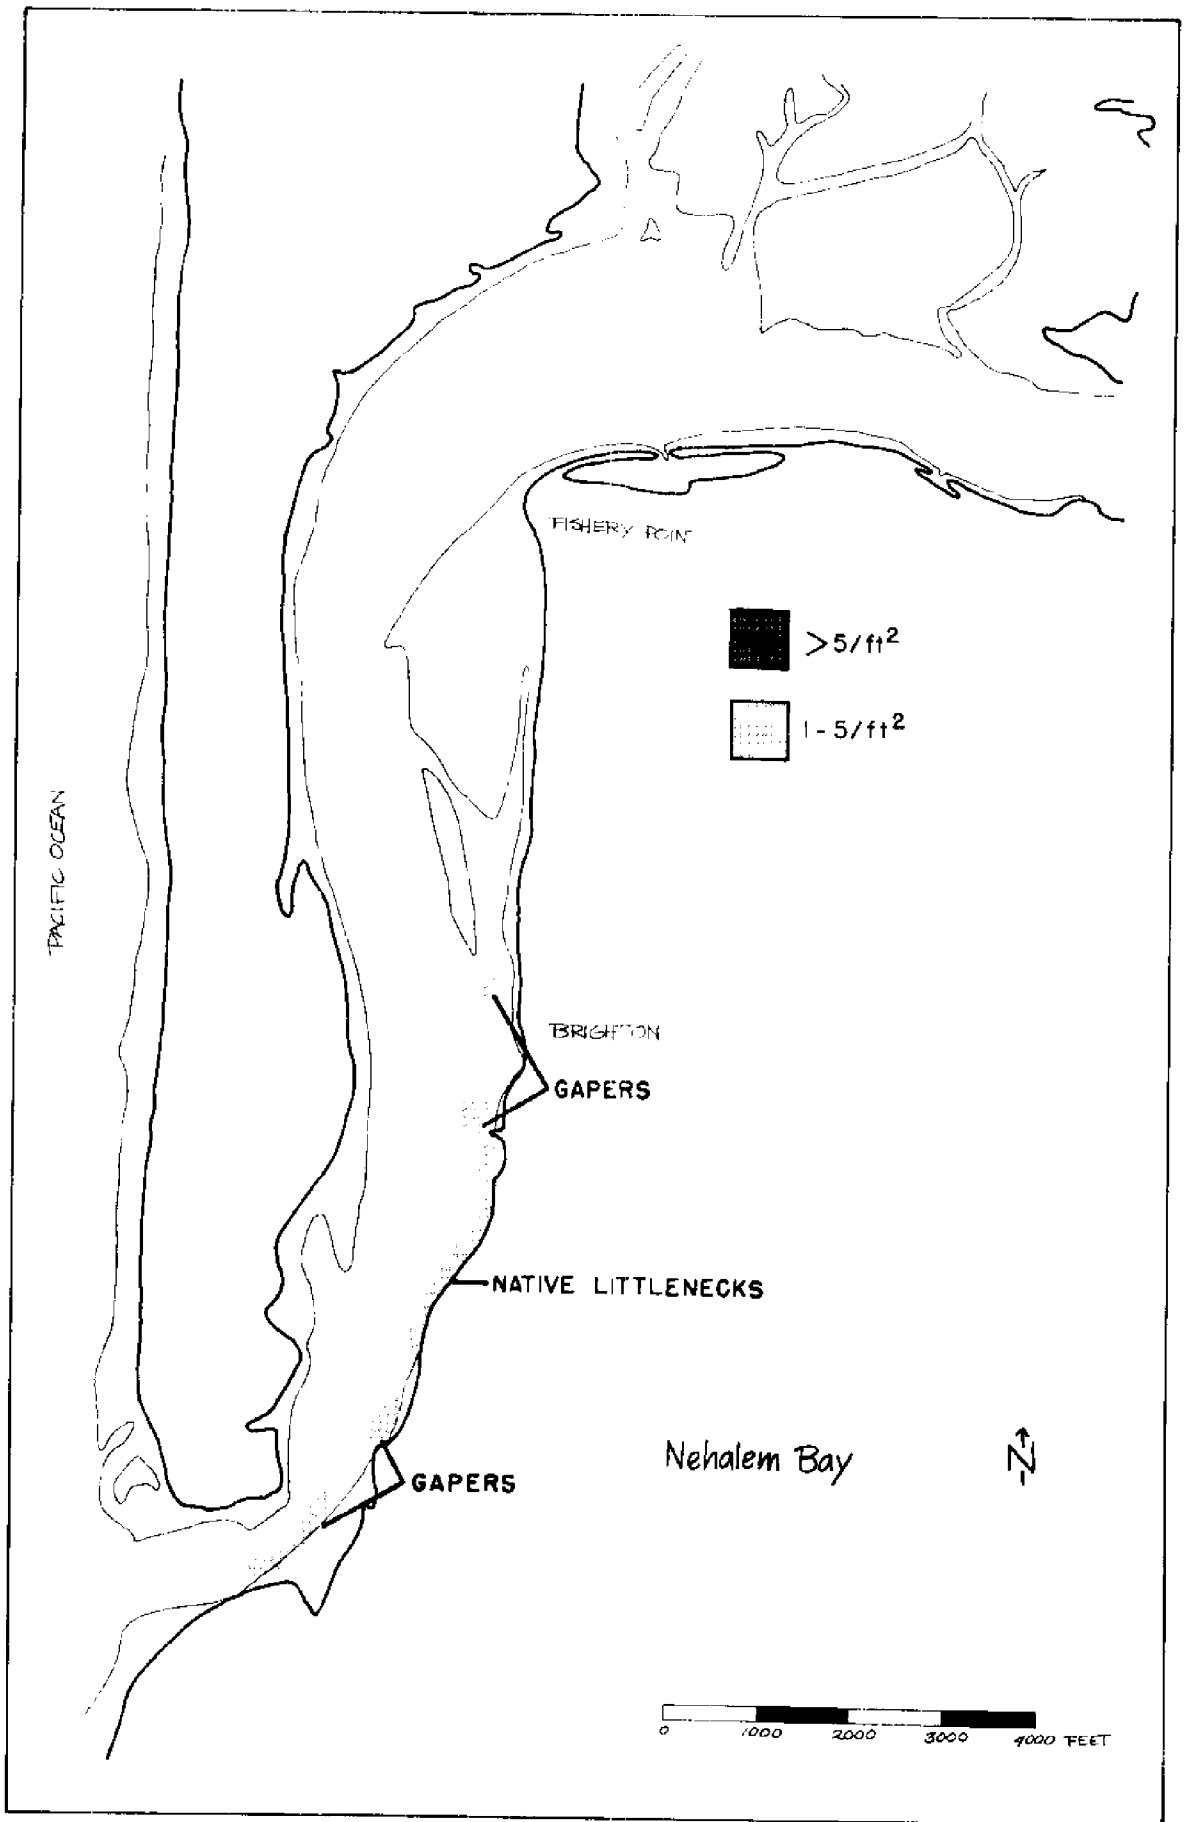 FISHERY POINT
>5/ft²
1-5/ft²
PACIFIC OCEAN
BRIGHTON
GAPERS
NATIVE LITTLENECKS
Nehalem Bay
N
GAPERS
0 1000 2000 3000 4000 FEET